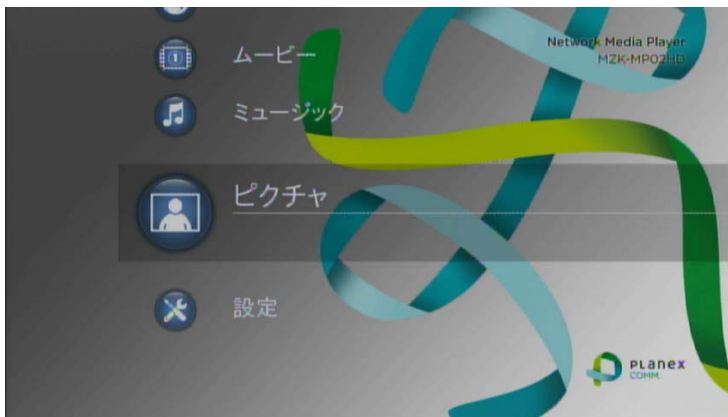 ムービー
Network Media Player
MZK-MP02HD
ミュージック
ピクチャ
設定
PLANEX
COMM.